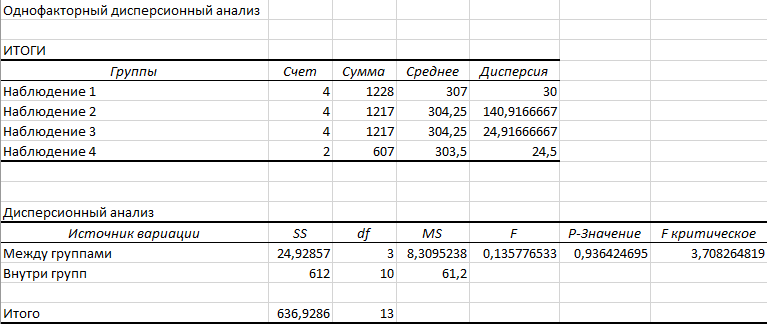 Однофакторный дисперсионный анализ
ИТОГИ
Группы Счет Сумма Среднее Дисперсия
Наблюдение 1 4 1228 307 30
Наблюдение 2 4 1217 304,25 140,9166667
Наблюдение 3 4 1217 304,25 24,91666667
Наблюдение 4 2 607 303,5 24,5
Дисперсионный анализ
Источник вариации SS df MS F P-Значение F критическое
Между группами 24,92857 3 8,3095238 0,135776533 0,936424695 3,708264819
Внутри групп 612 10 61,2
Итого 636,9286 13